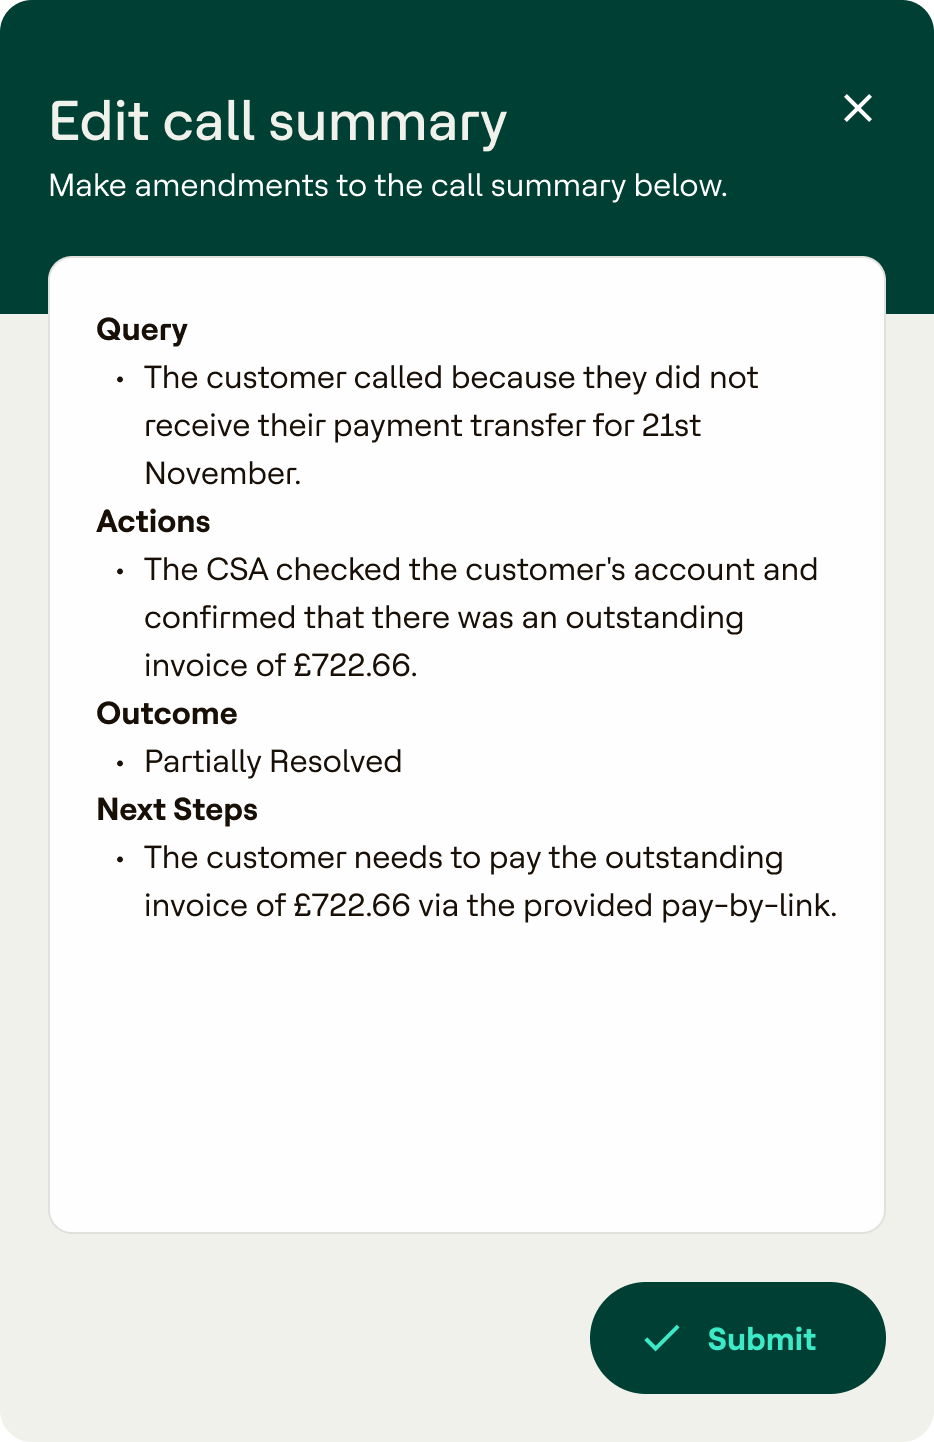 Edit call summary
Make amendments to the call summary below.
Query
• The customer called because they did not
receive their payment transfer for 21st
November.
Actions
• The CSA checked the customer's account and
confirmed that there was an outstanding
invoice of £722.66.
Outcome
• Partially Resolved
Next Steps
• The customer needs to pay the outstanding
invoice of £722.66 via the provided pay-by-link.
Submit